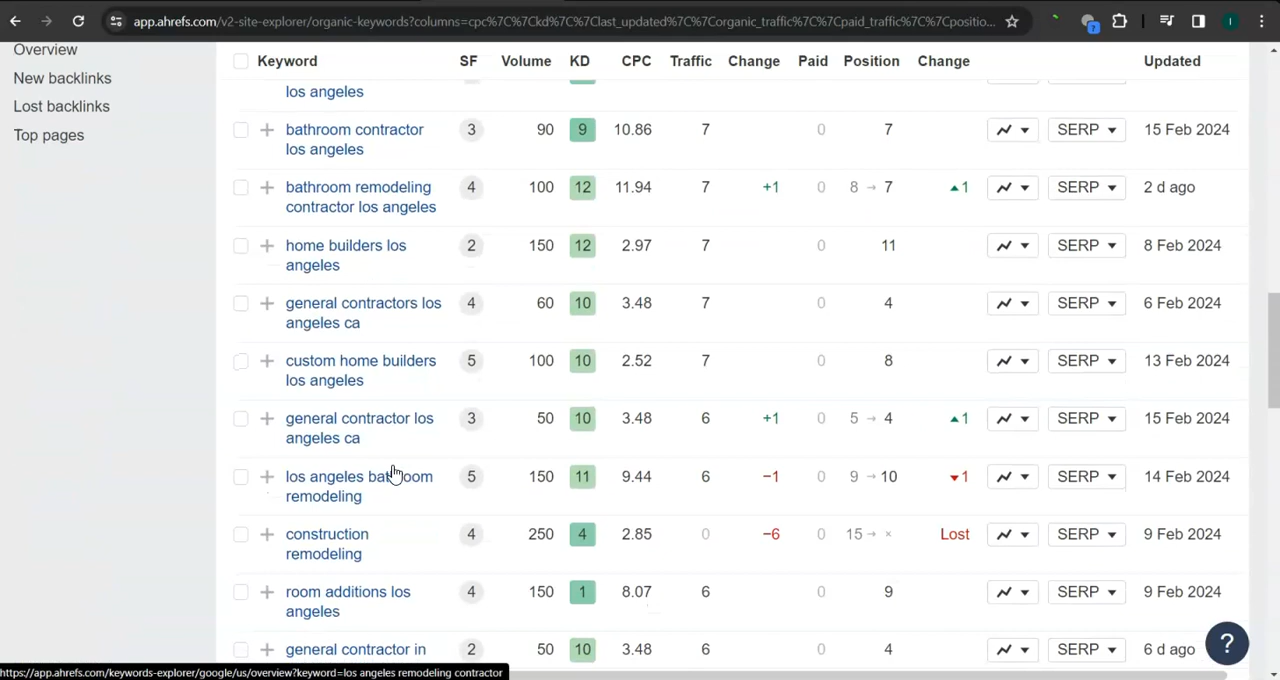 app.ahrefs.com/v2-site-explorer/organic-keywords?columns=cpc%7C%7Ckd%7C%7Clast_updated%7C%7Corganic_traffic%7C%7Cpaid_traffic%7C%7Cpositio...
7
I
Overview
New backlinks
Lost backlinks
Top pages
Keyword SF Volume KD CPC Traffic Change Paid Position Change Updated
los angeles
bathroom contractor
los angeles
3 90 9 10.86 7 0 7 SERP 15 Feb 2024
bathroom remodeling
contractor los angeles
4 100 12 11.94 7 +1 0 8 → 7 ▲1 SERP 2 d ago
home builders los
angeles
2 150 12 2.97 7 0 11 SERP 8 Feb 2024
general contractors los
angeles ca
4 60 10 3.48 7 0 4 SERP 6 Feb 2024
custom home builders
los angeles
5 100 10 2.52 7 0 8 SERP 13 Feb 2024
general contractor los
angeles ca
3 50 10 3.48 6 +1 0 5 → 4 ▲1 SERP 15 Feb 2024
los angeles bathroom
remodeling
5 150 11 9.44 6 −1 0 9 → 10 ▼1 SERP 14 Feb 2024
construction
remodeling
4 250 4 2.85 0 −6 0 15 → × Lost SERP 9 Feb 2024
room additions los
angeles
4 150 1 8.07 6 0 9 SERP 9 Feb 2024
general contractor in
2 50 10 3.48 6 0 4 SERP 6 d ago
?
https://app.ahrefs.com/keywords-explorer/google/us/overview?keyword=los angeles remodeling contractor